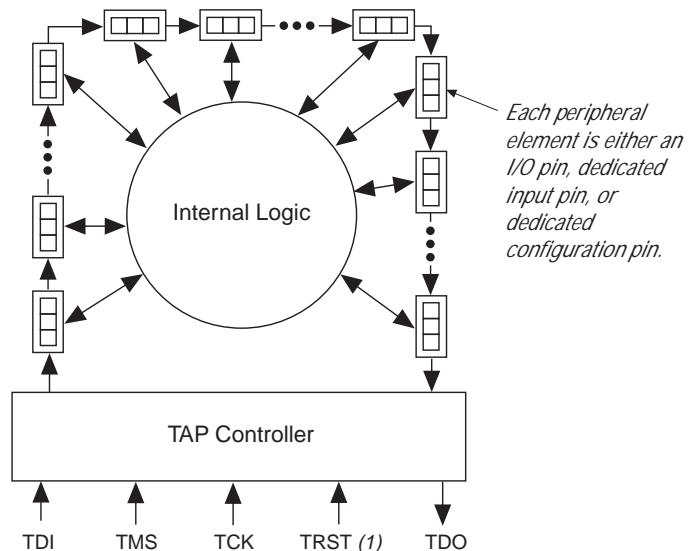 Each peripheral
element is either an
I/O pin, dedicated
input pin, or
dedicated
configuration pin.
Internal Logic
TAP Controller
TDI TMS TCK TRST (1) TDO